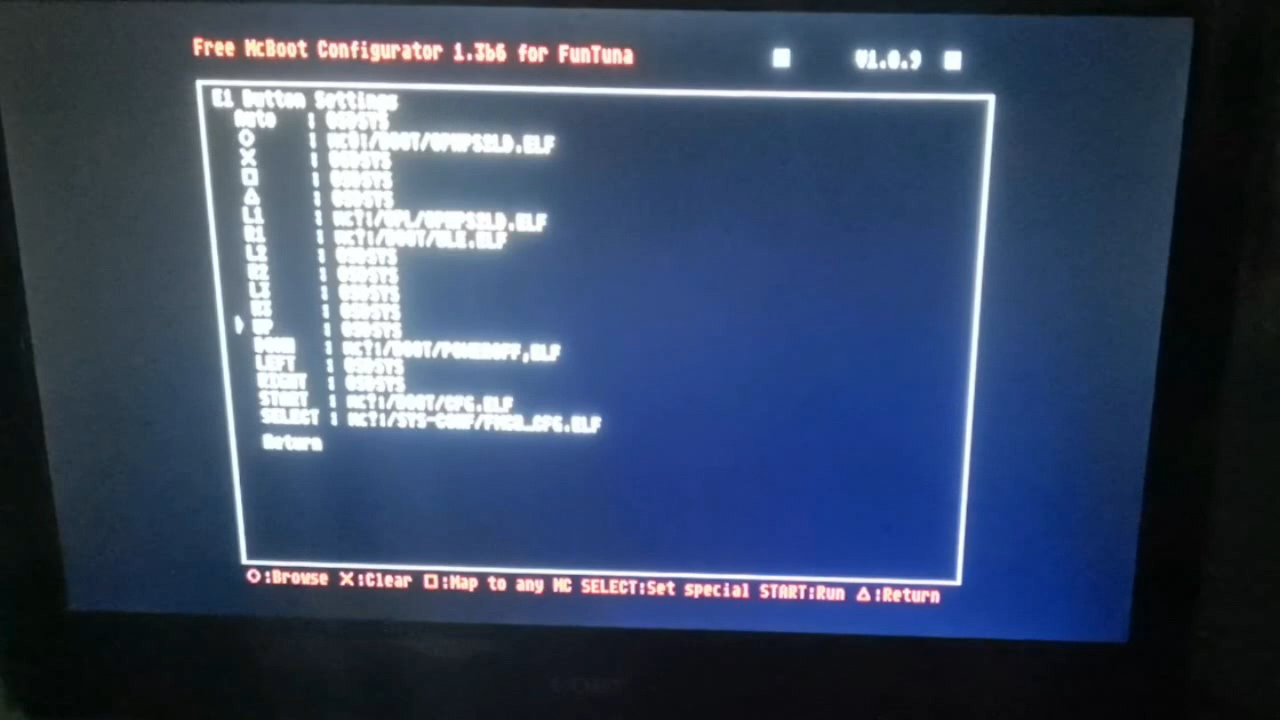 Free McBoot Configurator 1.3b6 for FunTuna ■ V1.0.9 ■
E1 Button Settings
Auto : OSDSYS
○ : mc0:/BOOT/OPNPS2LD.ELF
✕ : OSDSYS
□ : OSDSYS
△ : OSDSYS
L1 : mc?:/OPL/OPNPS2LD.ELF
R1 : mc?:/BOOT/ULE.ELF
L2 : OSDSYS
R2 : OSDSYS
L3 : OSDSYS
R3 : OSDSYS
UP : OSDSYS
DOWN : mc?:/BOOT/POWEROFF.ELF
LEFT : OSDSYS
RIGHT : OSDSYS
START : mc?:/BOOT/CFG.ELF
SELECT : mc?:/SYS-CONF/FMCB_CFG.ELF
Return
○:Browse ✕:Clear □:Map to any MC SELECT:Set special START:Run △:Return